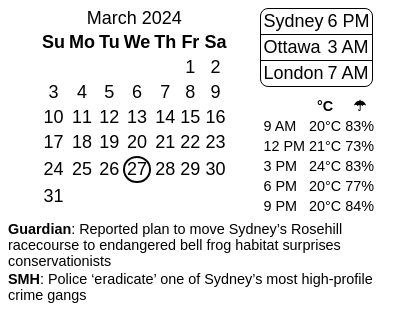 March 2024
Su Mo Tu We Th Fr Sa
1 2
3 4 5 6 7 8 9
10 11 12 13 14 15 16
17 18 19 20 21 22 23
24 25 26 27 28 29 30
31
Sydney 6 PM
Ottawa 3 AM
London 7 AM
°C ☂
9 AM 20°C 83%
12 PM 21°C 73%
3 PM 24°C 83%
6 PM 20°C 77%
9 PM 20°C 84%
Guardian: Reported plan to move Sydney's Rosehill
racecourse to endangered bell frog habitat surprises
conservationists
SMH: Police ‘eradicate’ one of Sydney's most high-profile
crime gangs